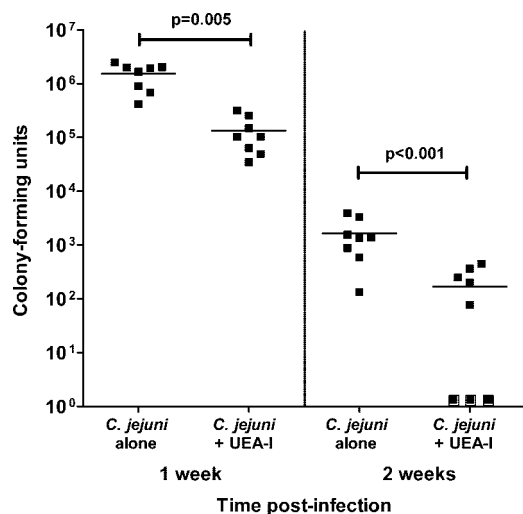 p=0.005
p<0.001
Colony-forming units
10⁷
10⁶
10⁵
10⁴
10³
10²
10¹
10⁰
C. jejuni
alone
C. jejuni
+ UEA-I
C. jejuni
alone
C. jejuni
+ UEA-I
1 week
2 weeks
Time post-infection